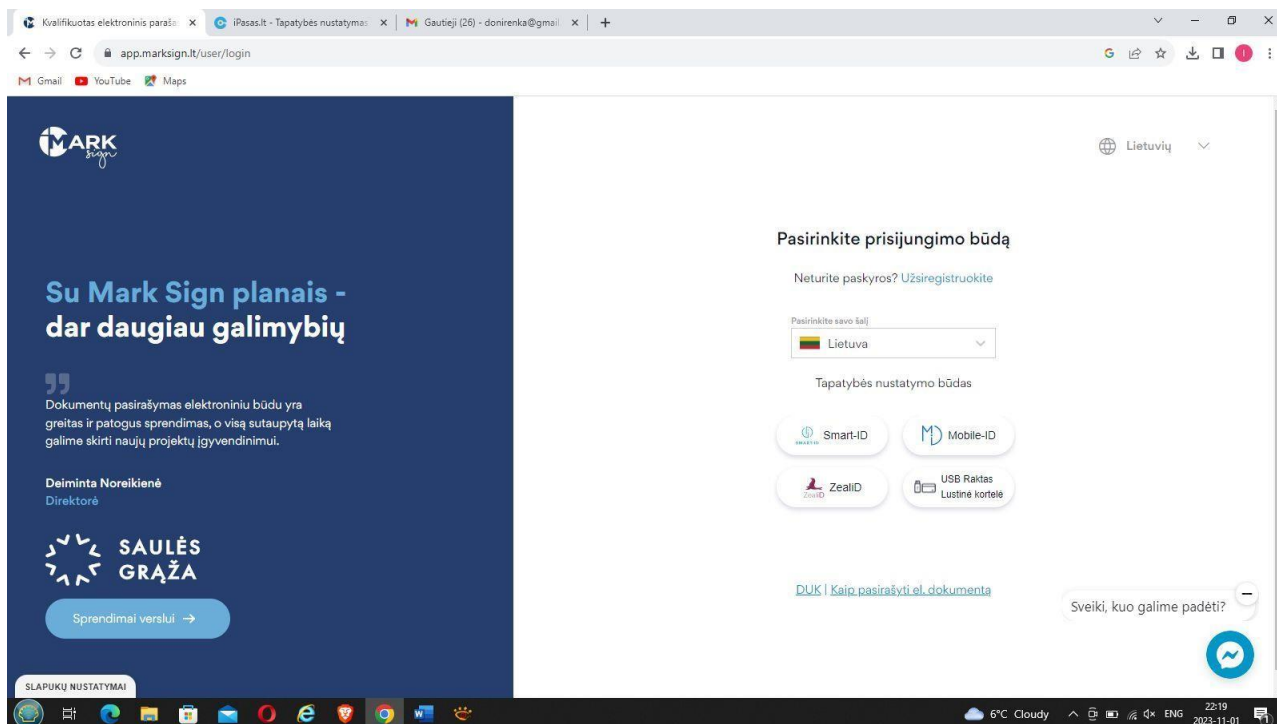 Kvalifikuotas elektroninis paraša
iPasas.lt - Tapatybės nustatymas
Gautieji (26) - donirenka@gmail
app.marksign.lt/user/login
Gmail YouTube Maps
MARK
sign
Lietuvių
Pasirinkite prisijungimo būdą
Neturite paskyros? Užsiregistruokite
Su Mark Sign planais -
dar daugiau galimybių
Pasirinkite savo šalį
Lietuva
Tapatybės nustatymo būdas
Dokumentų pasirašymas elektroniniu būdu yra
greitas ir patogus sprendimas, o visą sutaupytą laiką
galime skirti naujų projektų įgyvendinimui.
Smart-ID
Mobile-ID
Deiminta Noreikienė
Direktorė
ZealiD
ZealiD
USB Raktas
Lustinė kortelė
SAULĖS
GRĄŽA
DUK | Kaip pasirašyti el. dokumentą
Sveiki, kuo galime padėti?
Sprendimai verslui →
SLAPUKŲ NUSTATYMAI
6°C Cloudy
ENG
22:19
2023-11-01